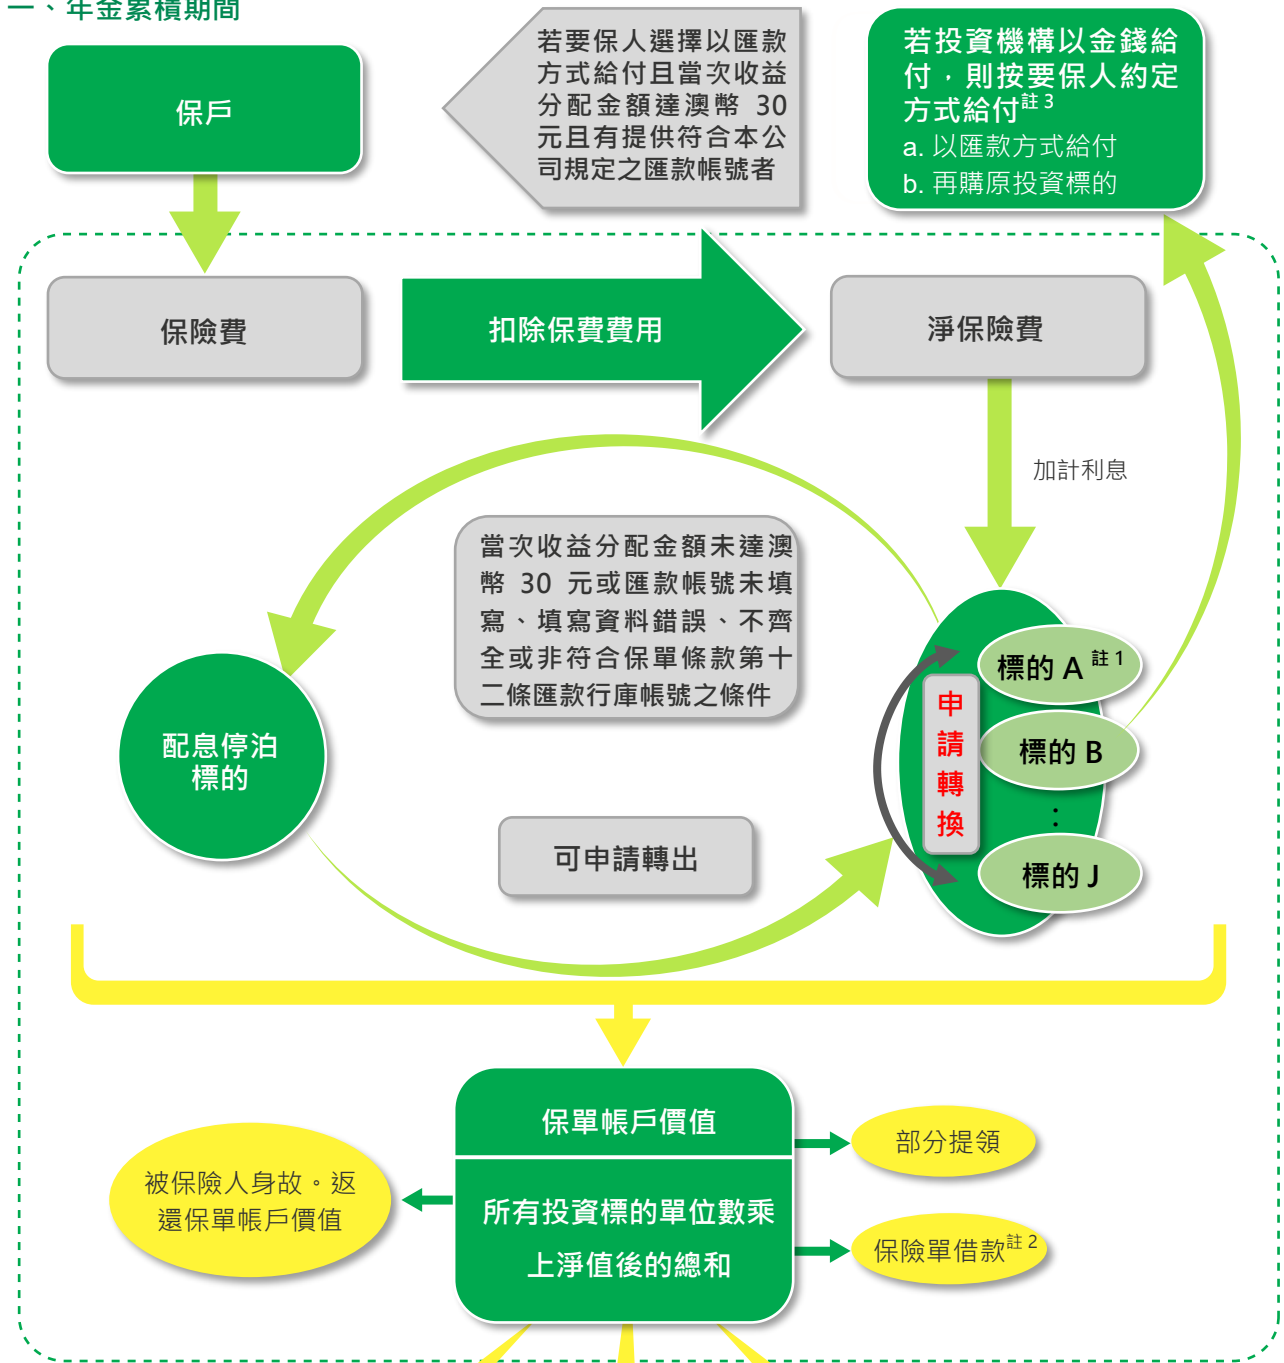 一、年金累積期間
保戶
若要保人選擇以匯款
方式給付且當次收益
分配金額達澳幣 30
元且有提供符合本公
司規定之匯款帳號者
若投資機構以金錢給
付，則按要保人約定
方式給付註 3
a. 以匯款方式給付
b. 再購原投資標的
保險費
扣除保費費用
淨保險費
加計利息
當次收益分配金額未達澳
幣 30 元或匯款帳號未填
寫、填寫資料錯誤、不齊
全或非符合保單條款第十
二條匯款行庫帳號之條件
配息停泊
標的
可申請轉出
申
請
轉
換
標的 A 註 1
標的 B
：
標的 J
保單帳戶價值
所有投資標的單位數乘
上淨值後的總和
被保險人身故。返
還保單帳戶價值
部分提領
保險單借款註 2